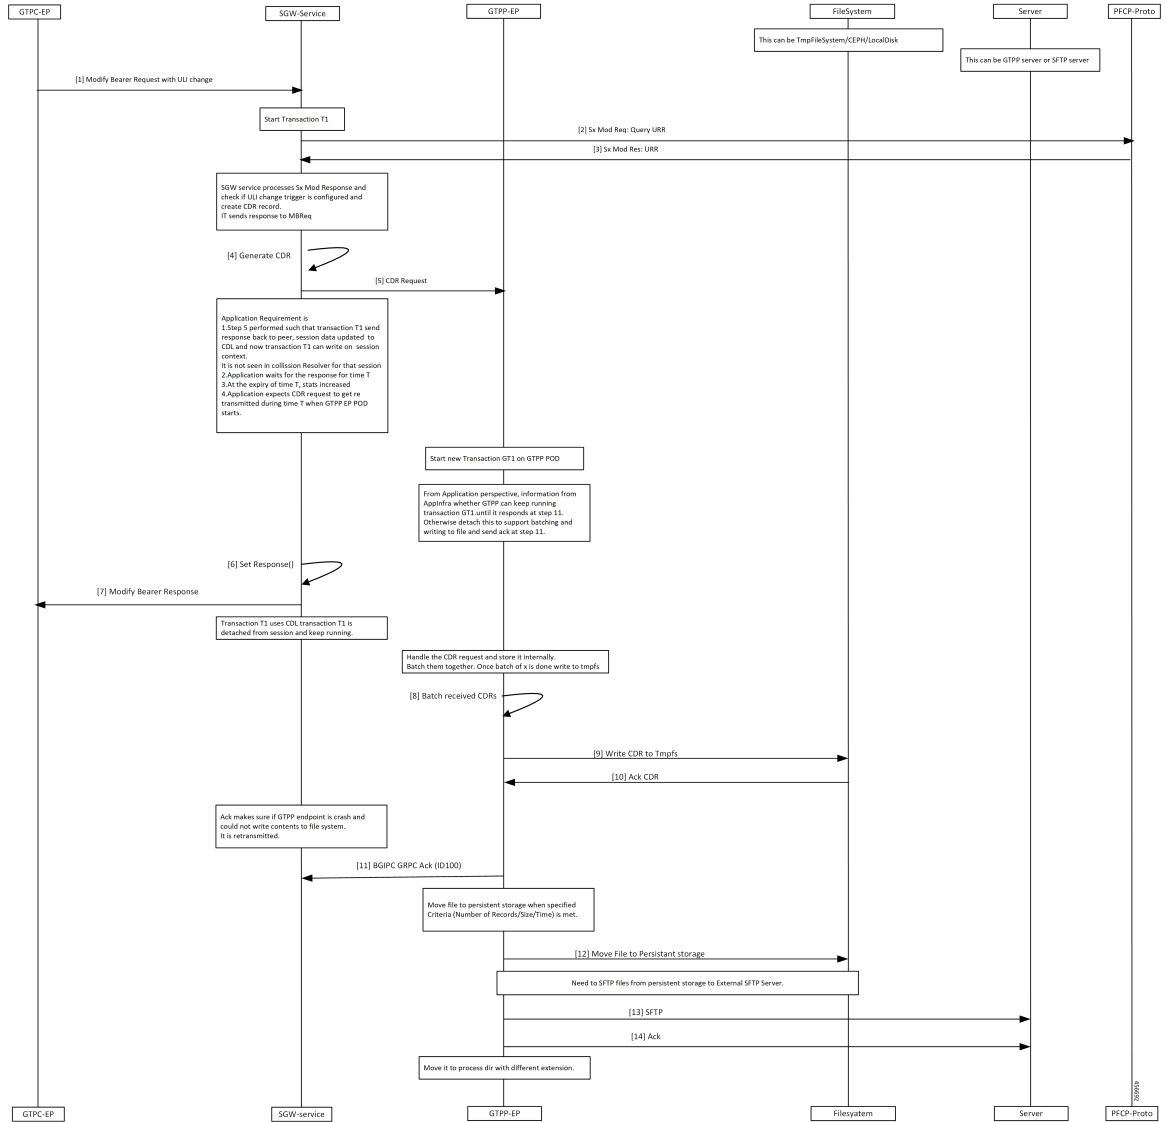 GTPC-EP
SGW-Service
GTPP-EP
FileSystem
Server
PFCP-Proto
This can be TmpFileSystem/CEPH/LocalDisk
This can be GTPP server or SFTP server
[1] Modify Bearer Request with ULI change
Start Transaction T1
[2] Sx Mod Req: Query URR
[3] Sx Mod Res: URR
SGW service processes Sx Mod Response and
check if ULI change trigger is configured and
create CDR record.
IT sends response to MBReq
[4] Generate CDR
[5] CDR Request
Application Requirement is
1.Step 5 performed such that transaction T1 send
response back to peer, session data updated to
CDL and now transaction T1 can write on session
context.
It is not seen in collission Resolver for that session
2.Application waits for the response for time T
3.At the expiry of time T, stats increased
4.Application expects CDR request to get re
transmitted during time T when GTPP EP POD
starts.
Start new Transaction GT1 on GTPP POD
From Application perspective, information from
AppInfra whether GTPP can keep running
transaction GT1.until it responds at step 11.
Otherwise detach this to support batching and
writing to file and send ack at step 11.
[6] Set Response()
[7] Modify Bearer Response
Transaction T1 uses CDL transaction T1 is
detached from session and keep running.
Handle the CDR request and store it internally.
Batch them together. Once batch of x is done write to tmpfs
[8] Batch received CDRs
[9] Write CDR to Tmpfs
[10] Ack CDR
Ack makes sure if GTPP endpoint is crash and
could not write contents to file system.
It is retransmitted.
[11] BGIPC GRPC Ack (ID100)
Move file to persistent storage when specified
Criteria (Number of Records/Size/Time) is met.
[12] Move File to Persistant storage
Need to SFTP files from persistent storage to External SFTP Server.
[13] SFTP
[14] Ack
Move it to process dir with different extension.
456692
GTPC-EP
SGW-service
GTPP-EP
Filesyatem
Server
PFCP-Proto